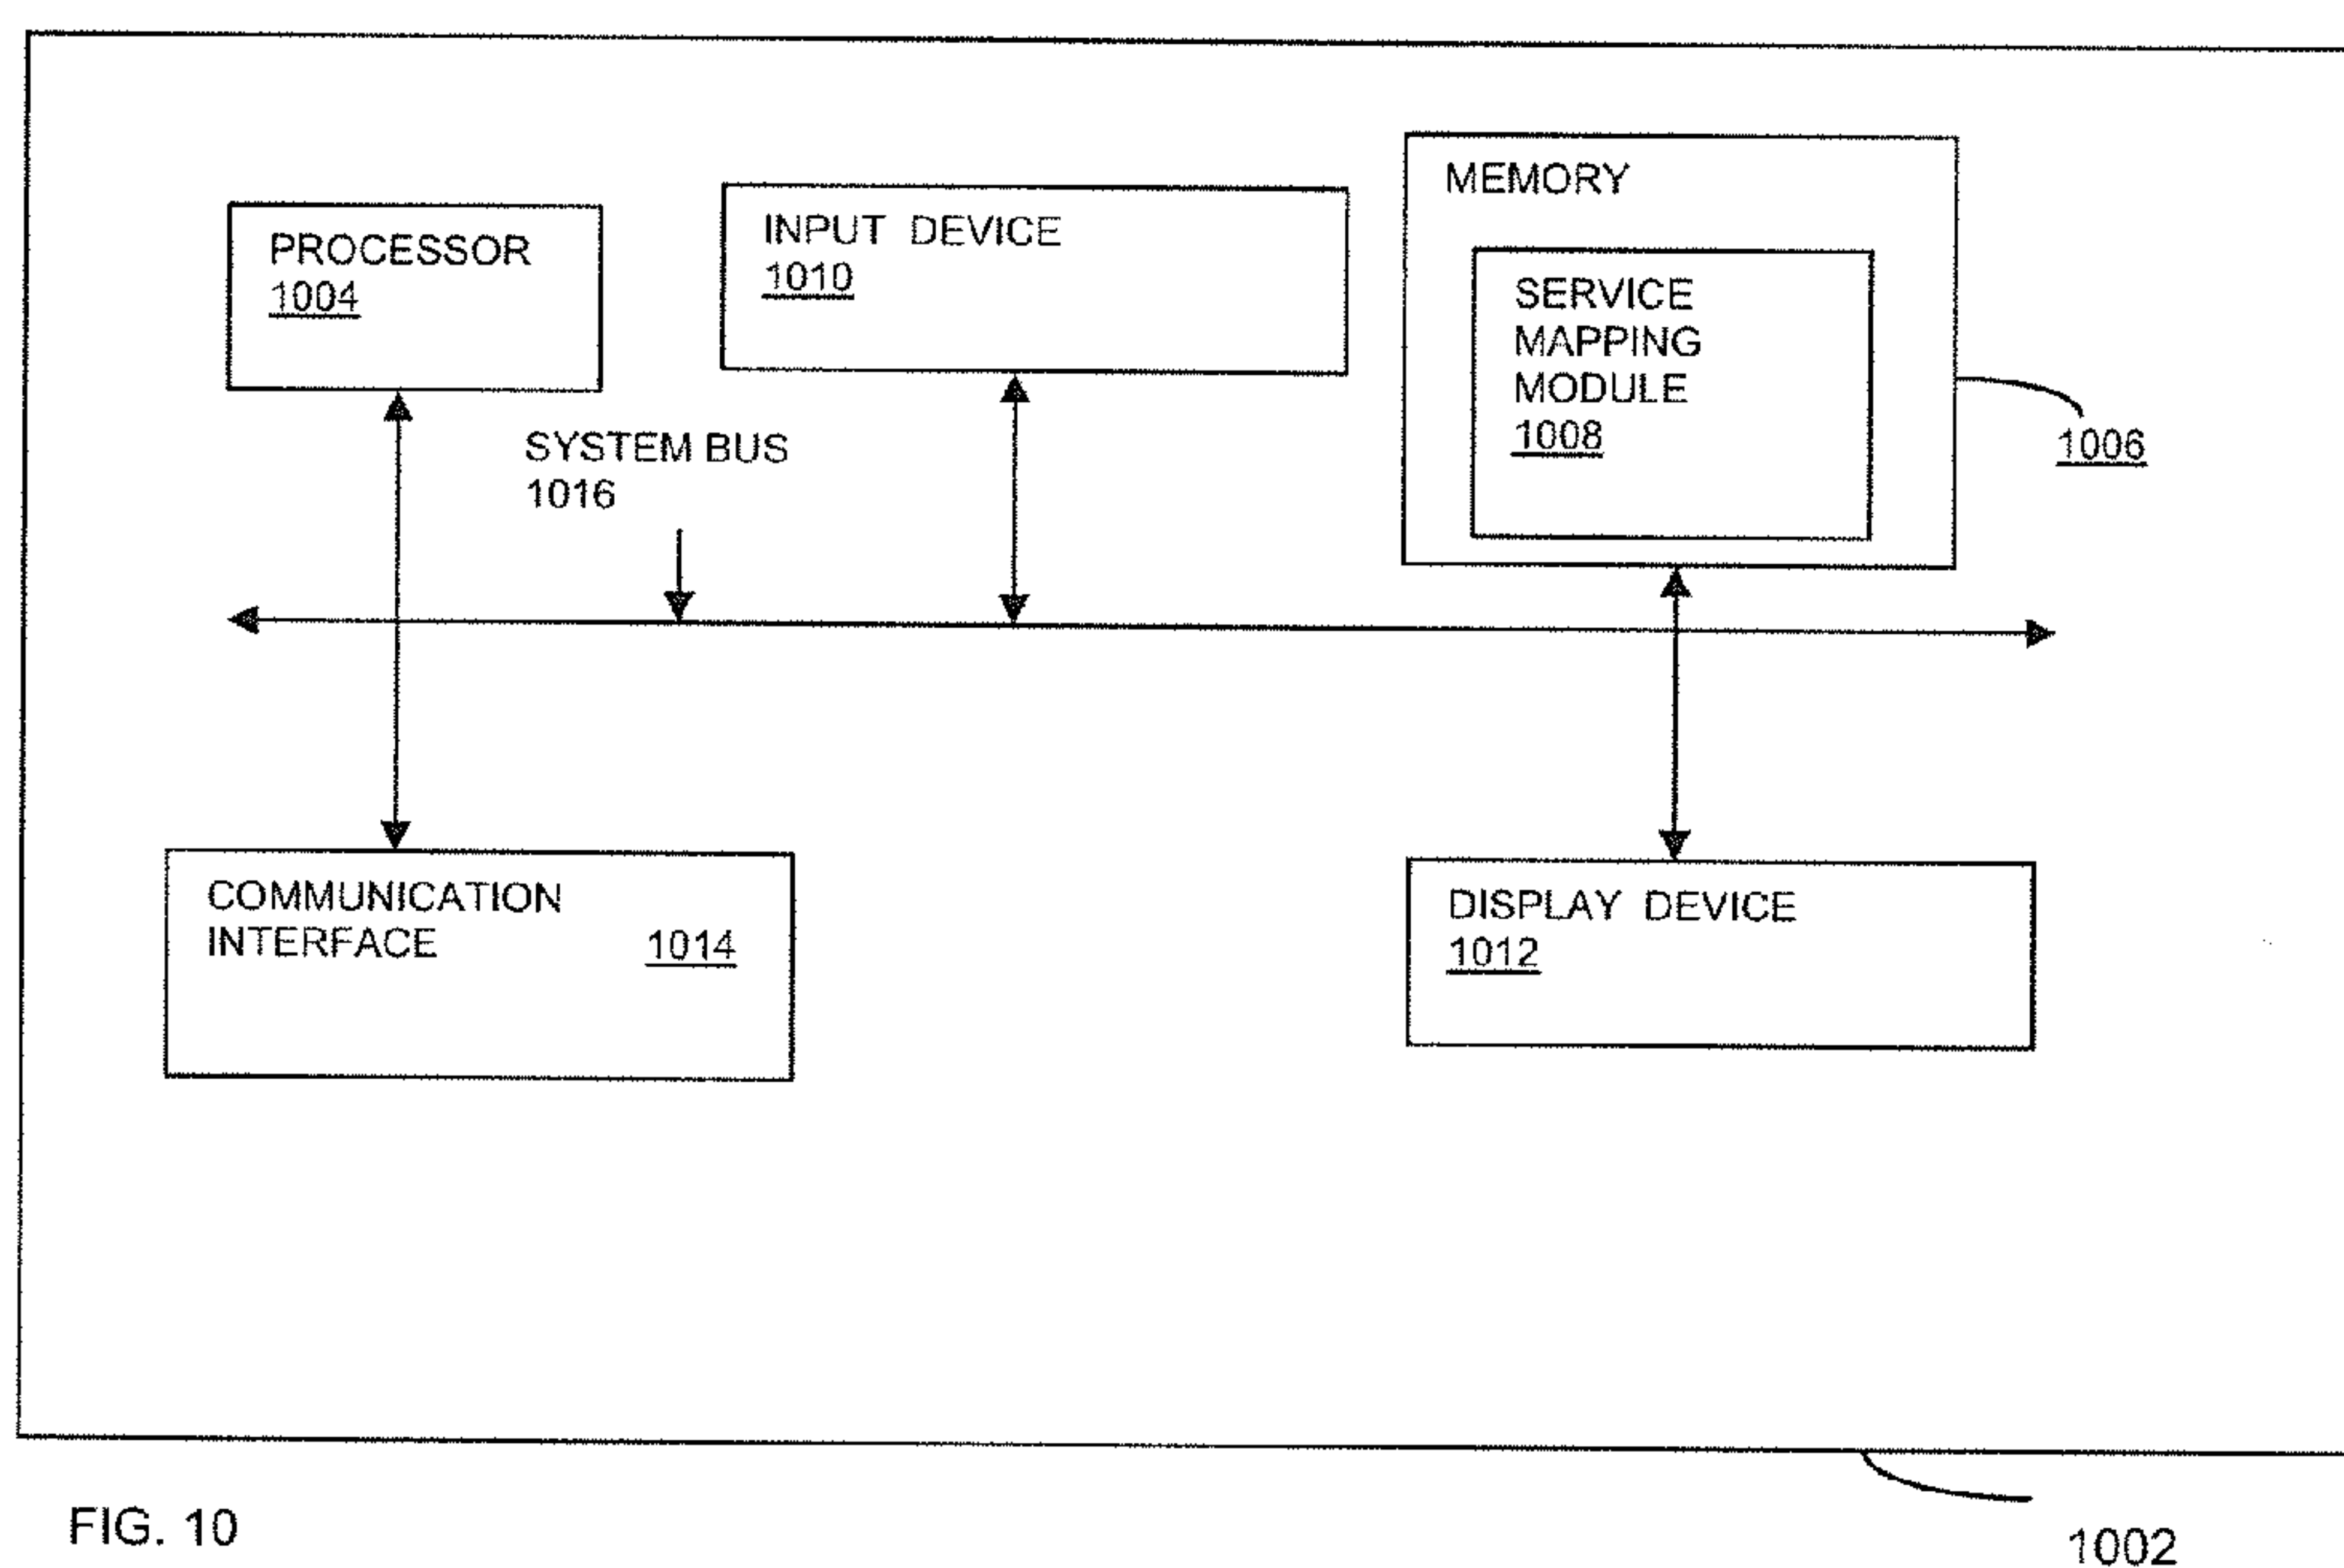 PROCESSOR
1004
INPUT DEVICE
1010
MEMORY
SERVICE
MAPPING
MODULE
1008
1006
SYSTEM BUS
1016
COMMUNICATION
INTERFACE 1014
DISPLAY DEVICE
1012
FIG. 10
1002